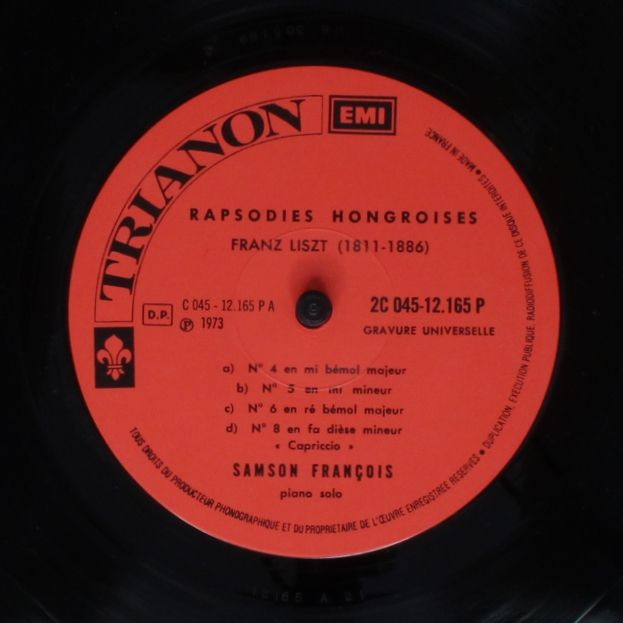 TRIANON
EMI
RAPSODIES HONGROISES
FRANZ LISZT (1811-1886)
D.P.
C 045 - 12.165 P A
℗ 1973
2C 045-12.165 P
GRAVURE UNIVERSELLE
a) N° 4 en mi bémol majeur
b) N° 5 en mi mineur
c) N° 6 en ré bémol majeur
d) N° 8 en fa dièse mineur
« Capriccio »
SAMSON FRANÇOIS
piano solo
TOUS DROITS DU PRODUCTEUR PHONOGRAPHIQUE ET DU PROPRIETAIRE DE L'ŒUVRE ENREGISTREE RESERVES • DUPLICATION, EXECUTION PUBLIQUE, RADIODIFFUSION DE CE DISQUE INTERDITES • MADE IN FRANCE